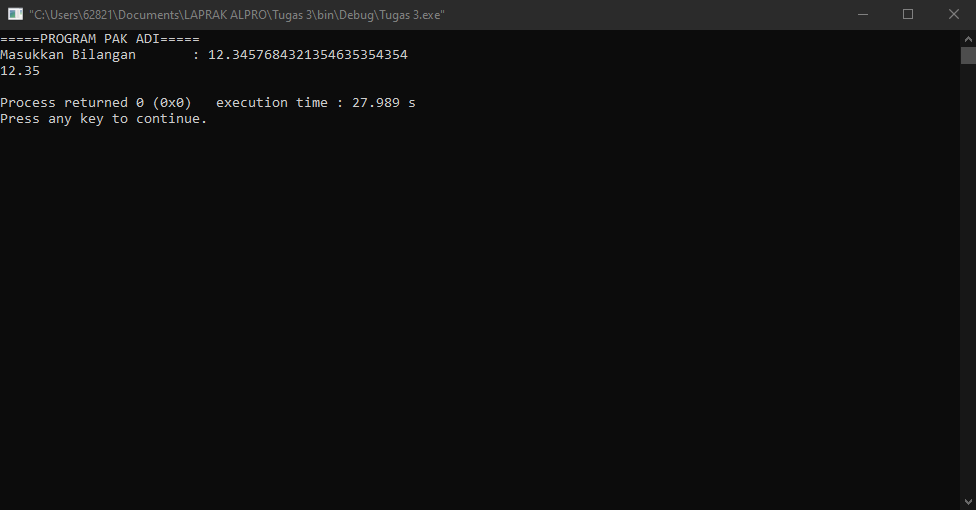 "C:\Users\62821\Documents\LAPRAK ALPRO\Tugas 3\bin\Debug\Tugas 3.exe"
=====PROGRAM PAK ADI=====
Masukkan Bilangan       : 12.3457684321354635354354
12.35

Process returned 0 (0x0)   execution time : 27.989 s
Press any key to continue.